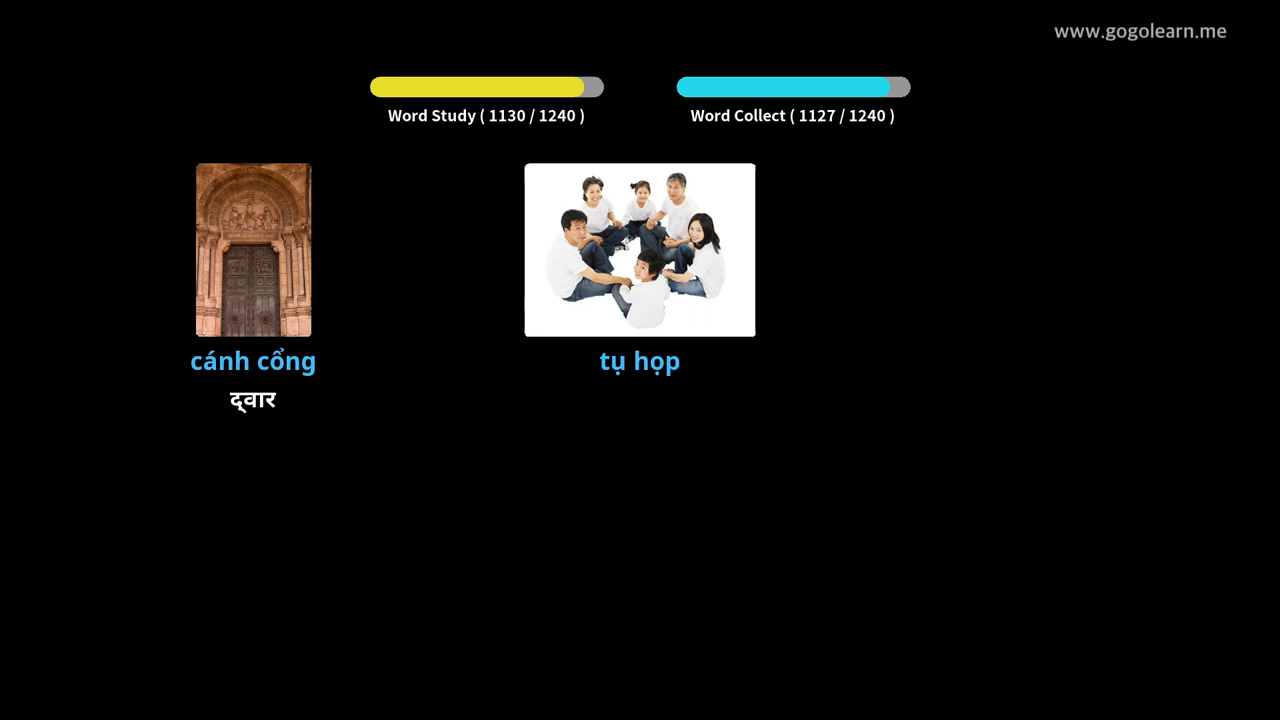 www.gogolearn.me
Word Study ( 1130 / 1240 )
Word Collect ( 1127 / 1240 )
cánh cổng
द्वार
tụ họp